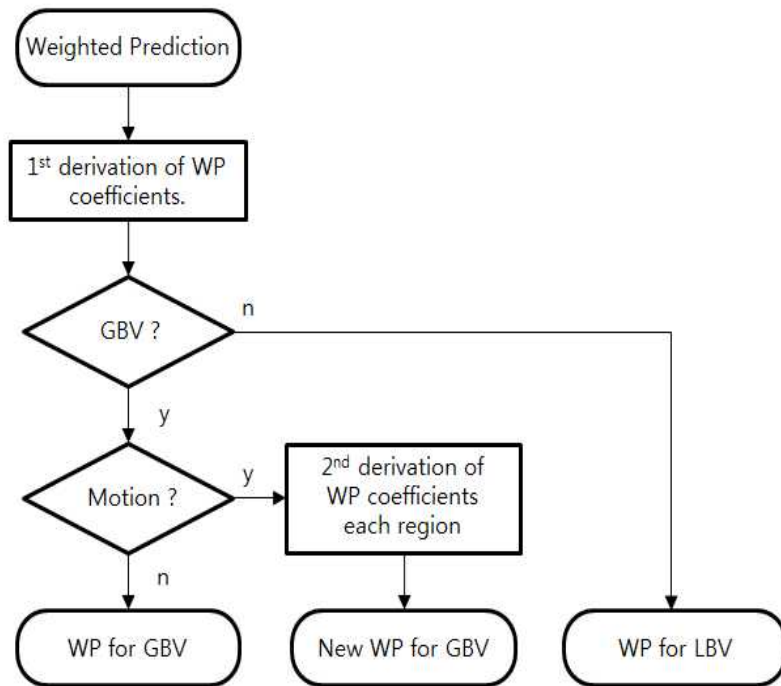 Weighted Prediction
1st derivation of WP
coefficients.
GBV ?
n
y
Motion ?
y
2nd derivation of
WP coefficients
each region
n
WP for GBV
New WP for GBV
WP for LBV